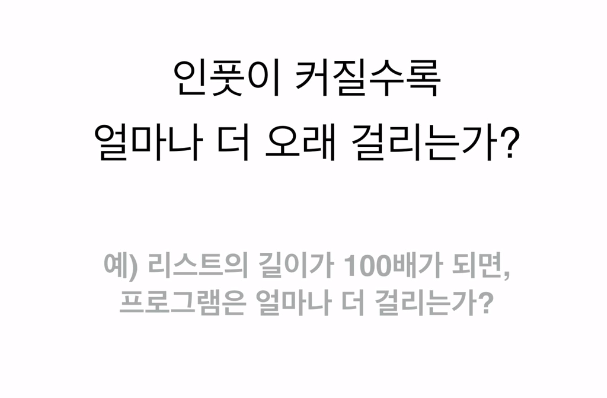 인풋이 커질수록
얼마나 더 오래 걸리는가?
예) 리스트의 길이가 100배가 되면,
프로그램은 얼마나 더 걸리는가?